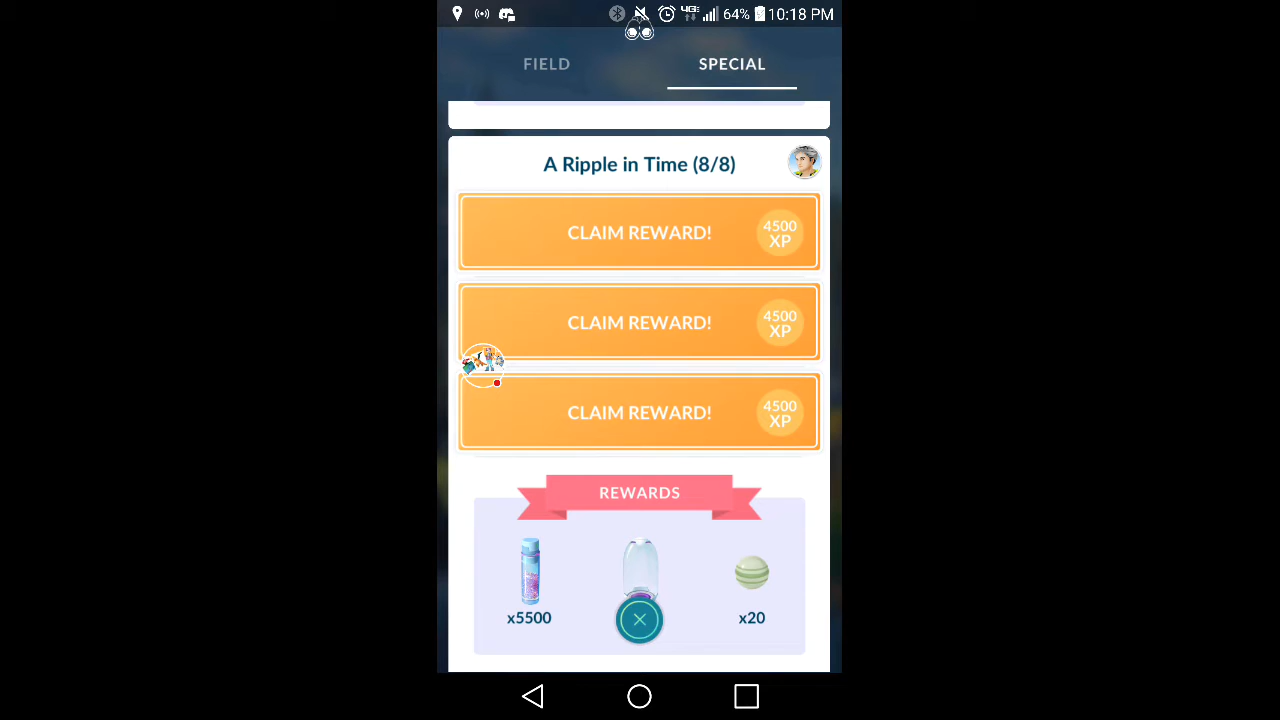 64% 10:18 PM
FIELD SPECIAL
A Ripple in Time (8/8)
CLAIM REWARD! 4500 XP
CLAIM REWARD! 4500 XP
CLAIM REWARD! 4500 XP
REWARDS
x5500 x20